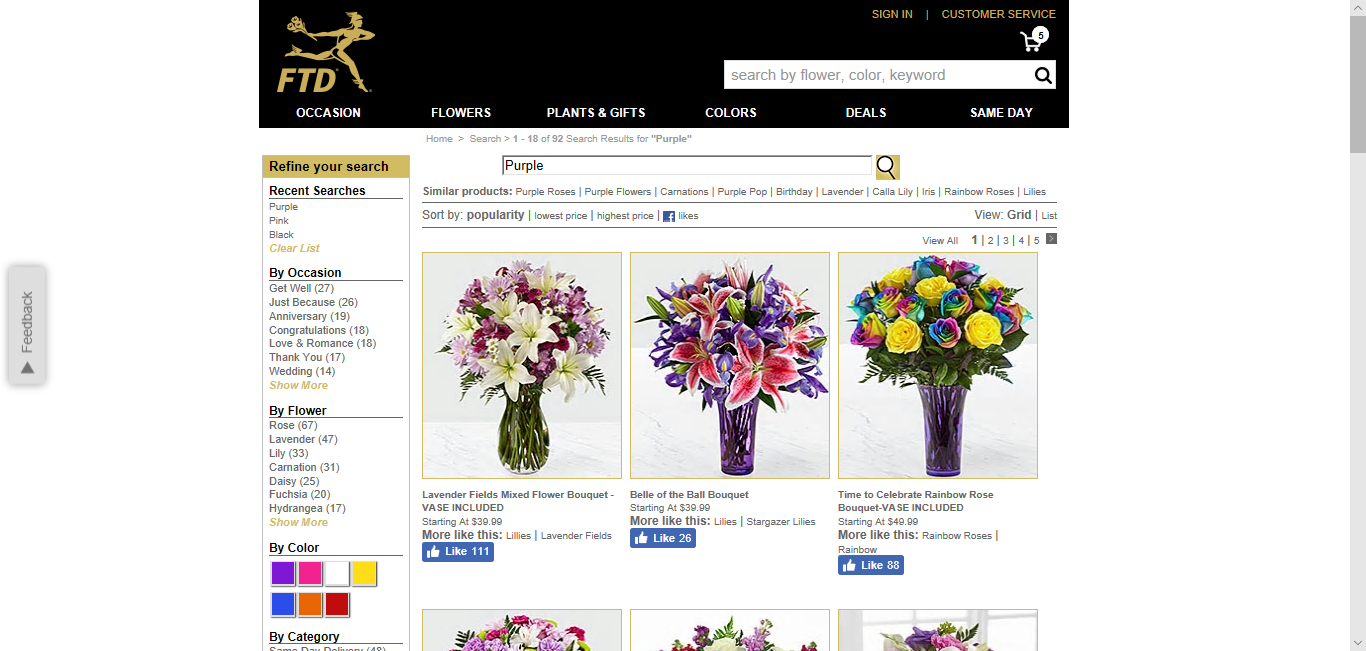 SIGN IN | CUSTOMER SERVICE
5
FTD
search by flower, color, keyword
OCCASION FLOWERS PLANTS & GIFTS COLORS DEALS SAME DAY
Home > Search > 1 - 18 of 92 Search Results for "Purple"
Refine your search
Recent Searches
Purple
Pink
Black
Clear List
By Occasion
Get Well (27)
Just Because (26)
Anniversary (19)
Congratulations (18)
Love & Romance (18)
Thank You (17)
Wedding (14)
Show More
By Flower
Rose (67)
Lavender (47)
Lily (33)
Carnation (31)
Daisy (25)
Fuchsia (20)
Hydrangea (17)
Show More
By Color
By Category
Same Day Delivery (48)
Feedback
Purple
Similar products: Purple Roses | Purple Flowers | Carnations | Purple Pop | Birthday | Lavender | Calla Lily | Iris | Rainbow Roses | Lilies
Sort by: popularity | lowest price | highest price | f likes
View: Grid | List
View All 1 | 2 | 3 | 4 | 5 >
Lavender Fields Mixed Flower Bouquet -
VASE INCLUDED
Starting At $39.99
More like this: Lillies | Lavender Fields
Like 111
Belle of the Ball Bouquet
Starting At $39.99
More like this: Lilies | Stargazer Lilies
Like 26
Time to Celebrate Rainbow Rose
Bouquet-VASE INCLUDED
Starting At $49.99
More like this: Rainbow Roses |
Rainbow
Like 88